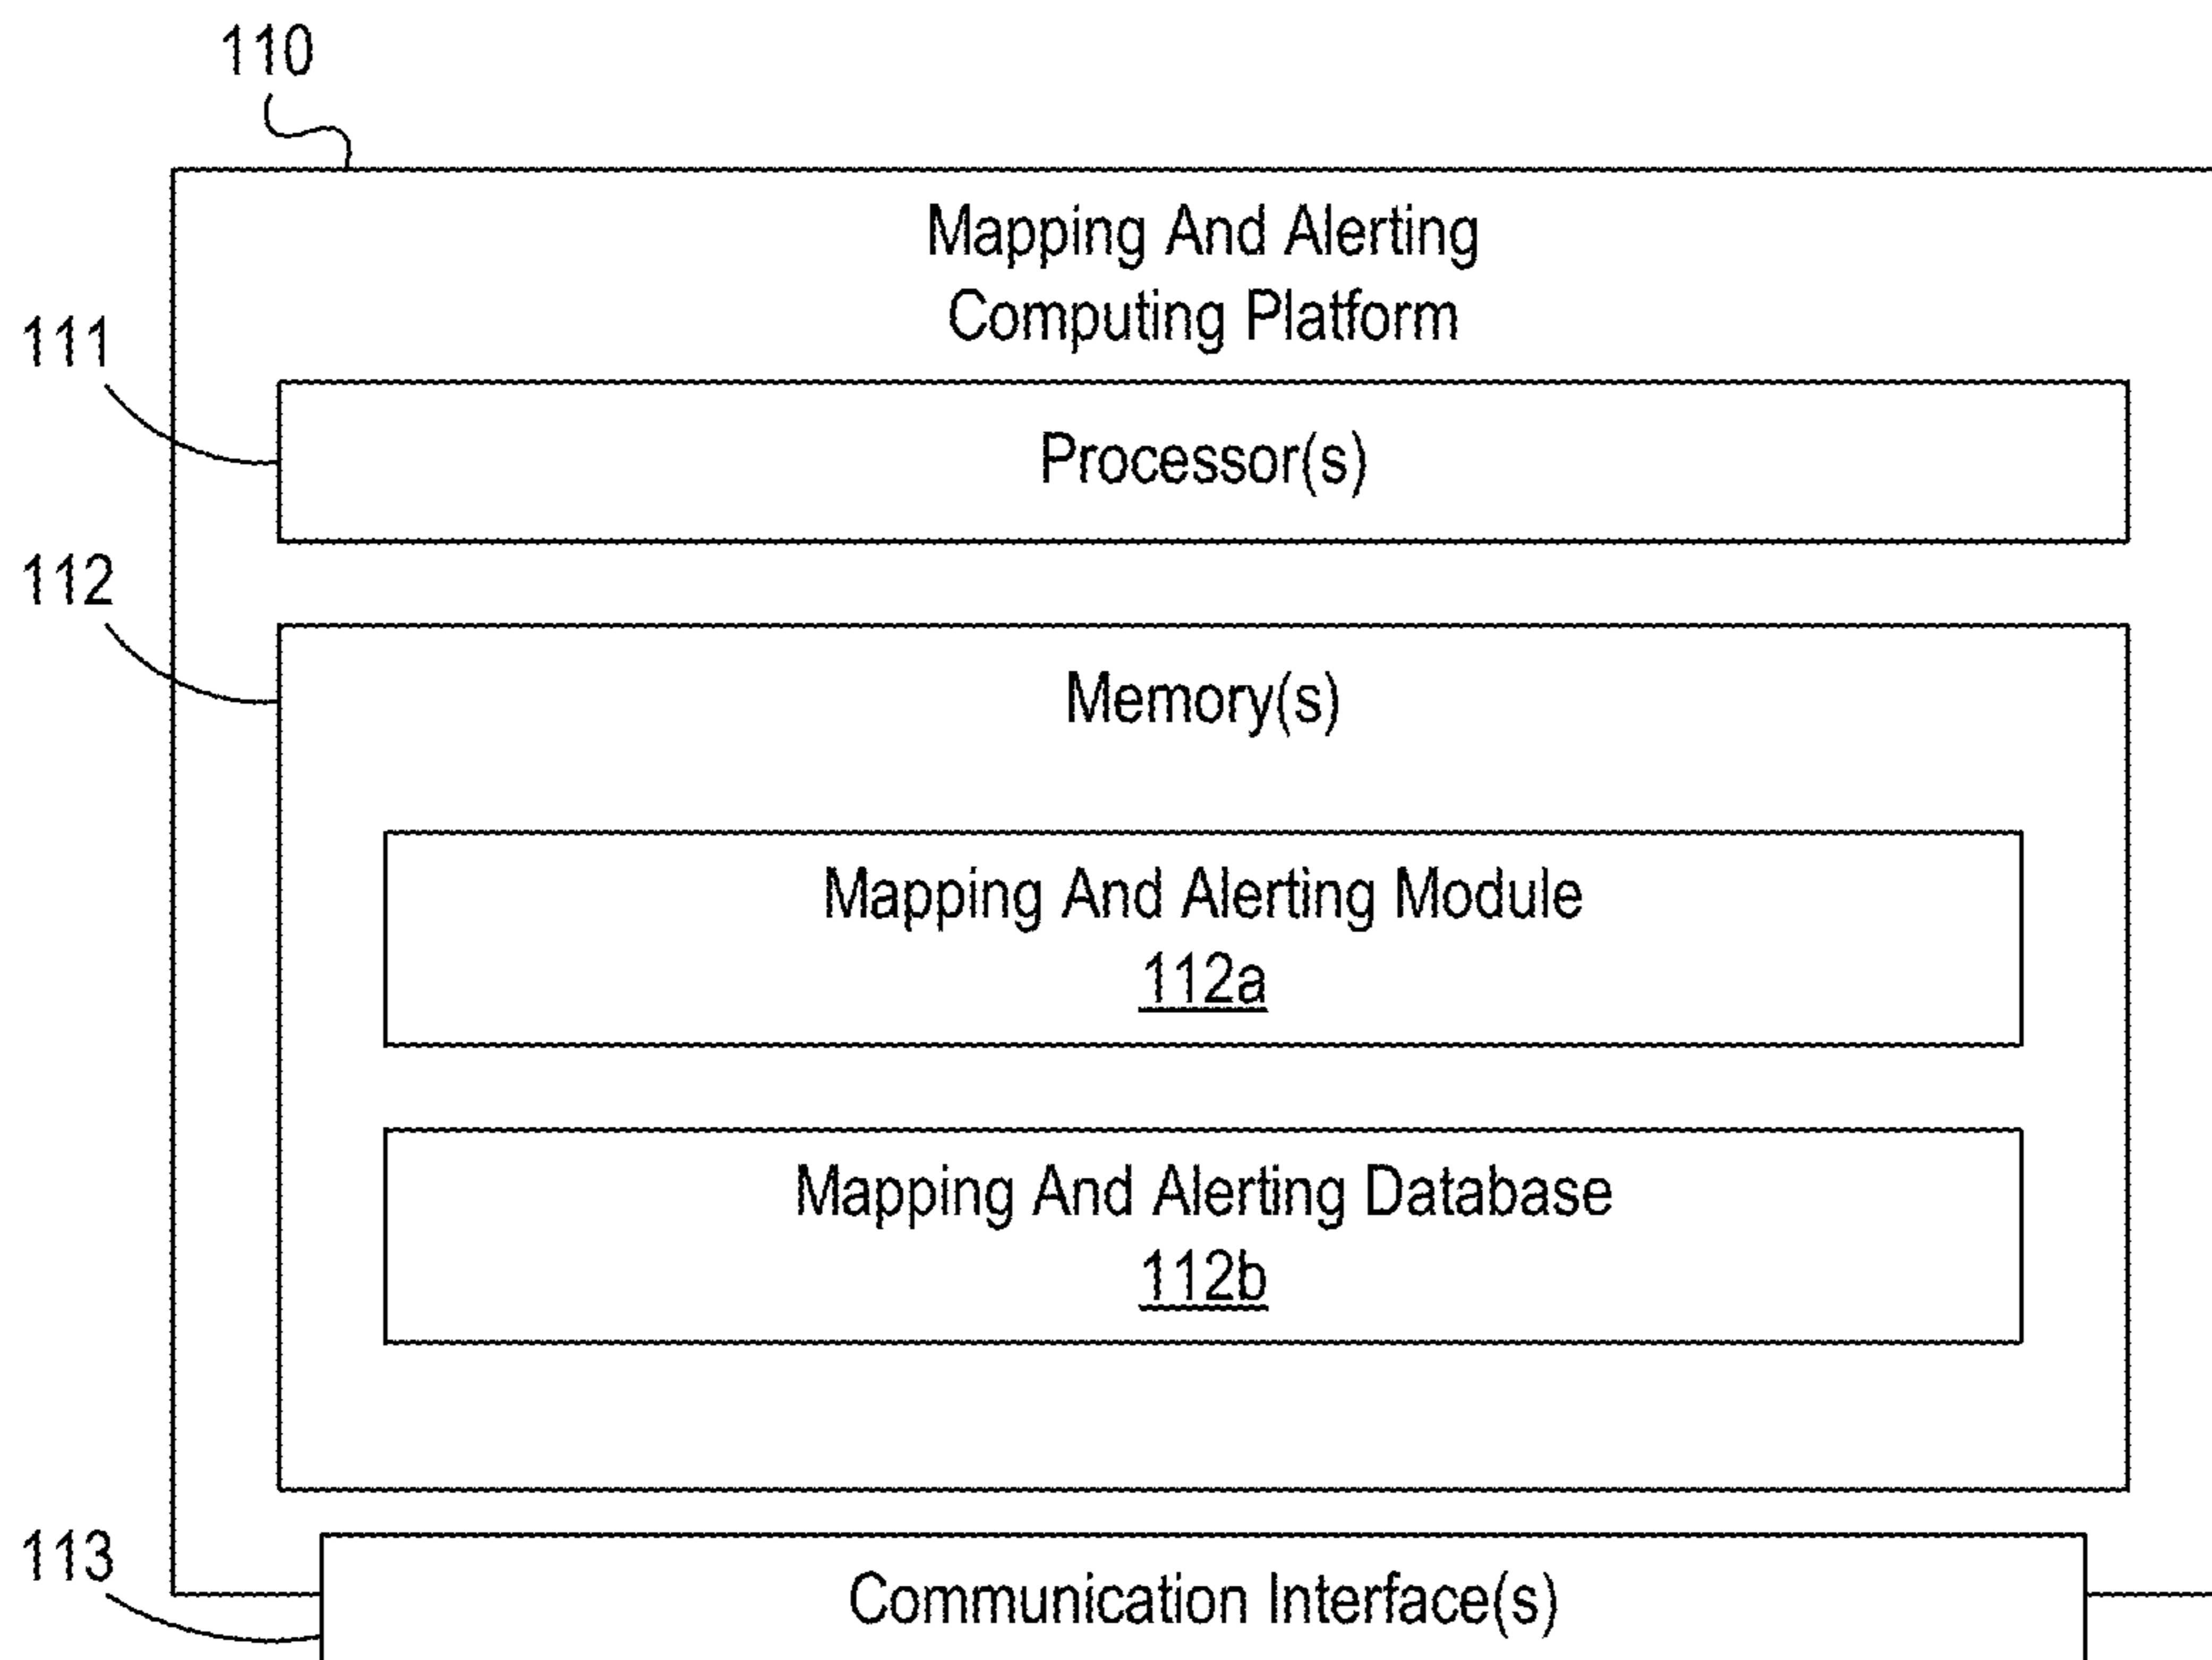 110
Mapping And Alerting
Computing Platform
111
Processor(s)
112
Memory(s)
Mapping And Alerting Module
112a
Mapping And Alerting Database
112b
113
Communication Interface(s)